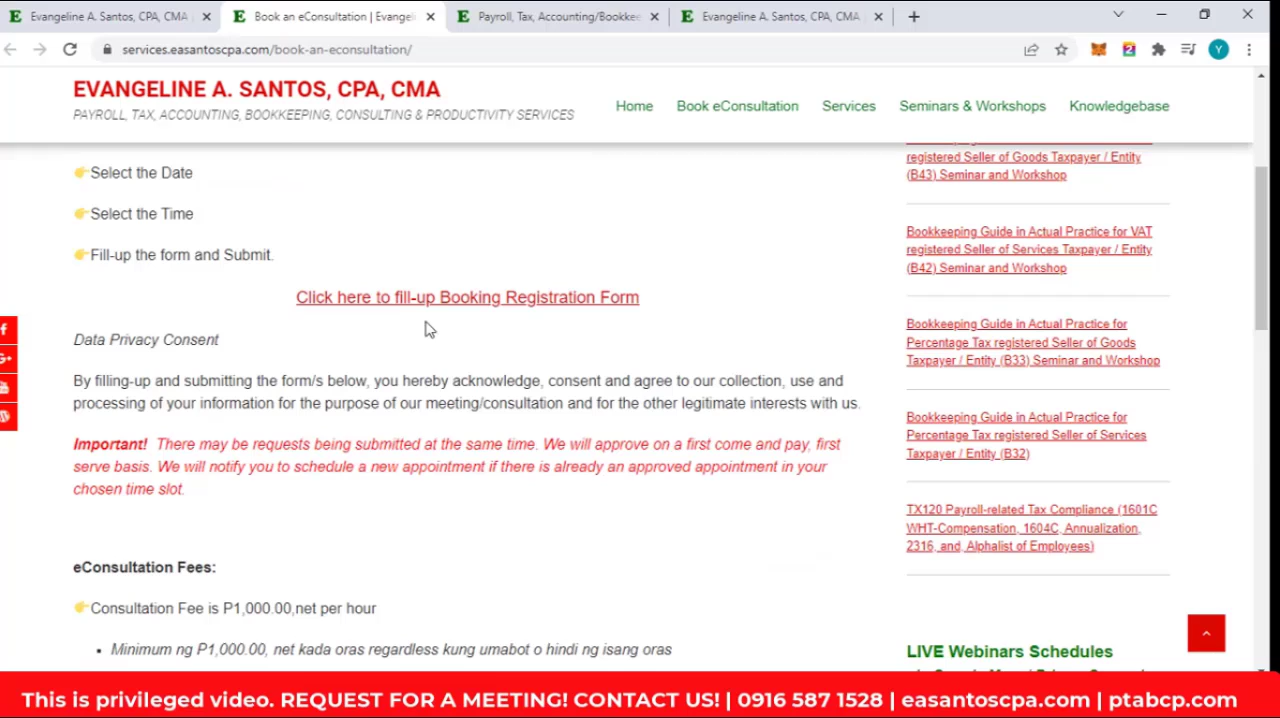 Evangeline A. Santos, CPA, CMA
Book an eConsultation | Evangeli
Payroll, Tax, Accounting/Bookkee
Evangeline A. Santos, CPA, CMA
services.easantoscpa.com/book-an-econsultation/
Y
EVANGELINE A. SANTOS, CPA, CMA
PAYROLL, TAX, ACCOUNTING, BOOKKEEPING, CONSULTING & PRODUCTIVITY SERVICES
Home
Book eConsultation
Services
Seminars & Workshops
Knowledgebase
👉Select the Date
👉Select the Time
👉Fill-up the form and Submit.
Click here to fill-up Booking Registration Form
Data Privacy Consent
By filling-up and submitting the form/s below, you hereby acknowledge, consent and agree to our collection, use and
processing of your information for the purpose of our meeting/consultation and for the other legitimate interests with us.
Important! There may be requests being submitted at the same time. We will approve on a first come and pay, first
serve basis. We will notify you to schedule a new appointment if there is already an approved appointment in your
chosen time slot.
eConsultation Fees:
👉Consultation Fee is P1,000.00,net per hour
• Minimum ng P1,000.00, net kada oras regardless kung umabot o hindi ng isang oras
registered Seller of Goods Taxpayer / Entity
(B43) Seminar and Workshop
Bookkeeping Guide in Actual Practice for VAT
registered Seller of Services Taxpayer / Entity
(B42) Seminar and Workshop
Bookkeeping Guide in Actual Practice for
Percentage Tax registered Seller of Goods
Taxpayer / Entity (B33) Seminar and Workshop
Bookkeeping Guide in Actual Practice for
Percentage Tax registered Seller of Services
Taxpayer / Entity (B32)
TX120 Payroll-related Tax Compliance (1601C
WHT-Compensation, 1604C, Annualization,
2316, and, Alphalist of Employees)
LIVE Webinars Schedules
This is privileged video. REQUEST FOR A MEETING! CONTACT US! | 0916 587 1528 | easantoscpa.com | ptabcp.com